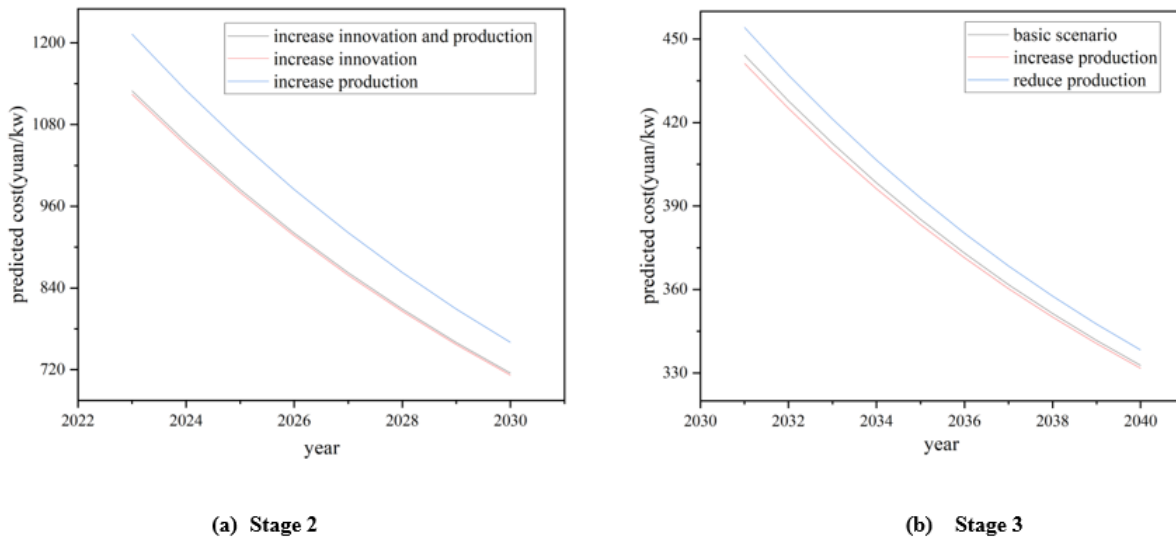 increase innovation and production
increase innovation
increase production
1200
1080
960
840
720
predicted cost(yuan/kw)
2022
2024
2026
2028
2030
year
(a) Stage 2
basic scenario
increase production
reduce production
450
420
390
360
330
predicted cost(yuan/kw)
2030
2032
2034
2036
2038
2040
year
(b) Stage 3